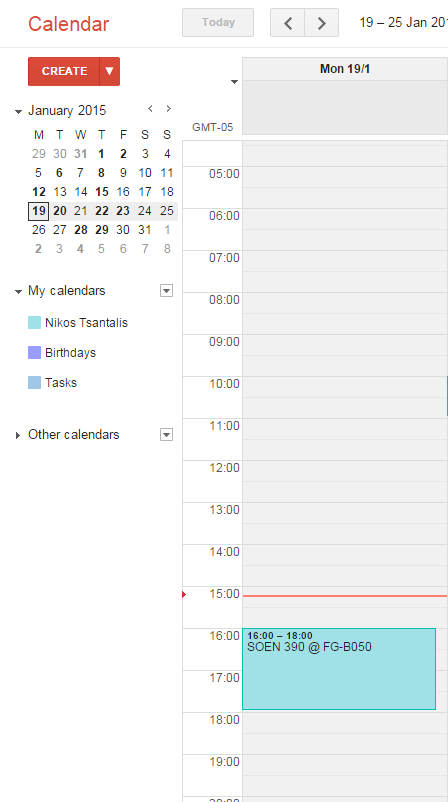 Calendar
Today
19 – 25 Jan
CREATE
Mon 19/1
January 2015
GMT-05
M T W T F S S
29 30 31 1 2 3 4
5 6 7 8 9 10 11
12 13 14 15 16 17 18
19 20 21 22 23 24 25
26 27 28 29 30 31 1
2 3 4 5 6 7 8
My calendars
Nikos Tsantalis
Birthdays
Tasks
Other calendars
05:00
06:00
07:00
08:00
09:00
10:00
11:00
12:00
13:00
14:00
15:00
16:00
16:00 – 18:00
SOEN 390 @ FG-B050
17:00
18:00
19:00